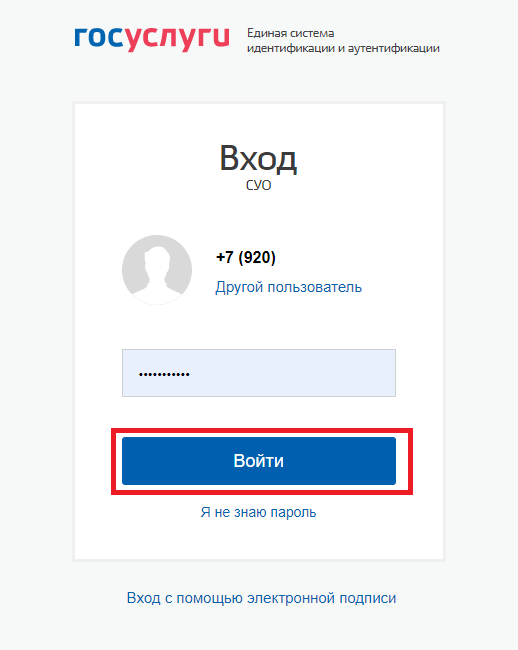 госуслуги
Единая система
идентификации и аутентификации
Вход
СУО
+7 (920)
Другой пользователь
•••••••••••
Войти
Я не знаю пароль
Вход с помощью электронной подписи